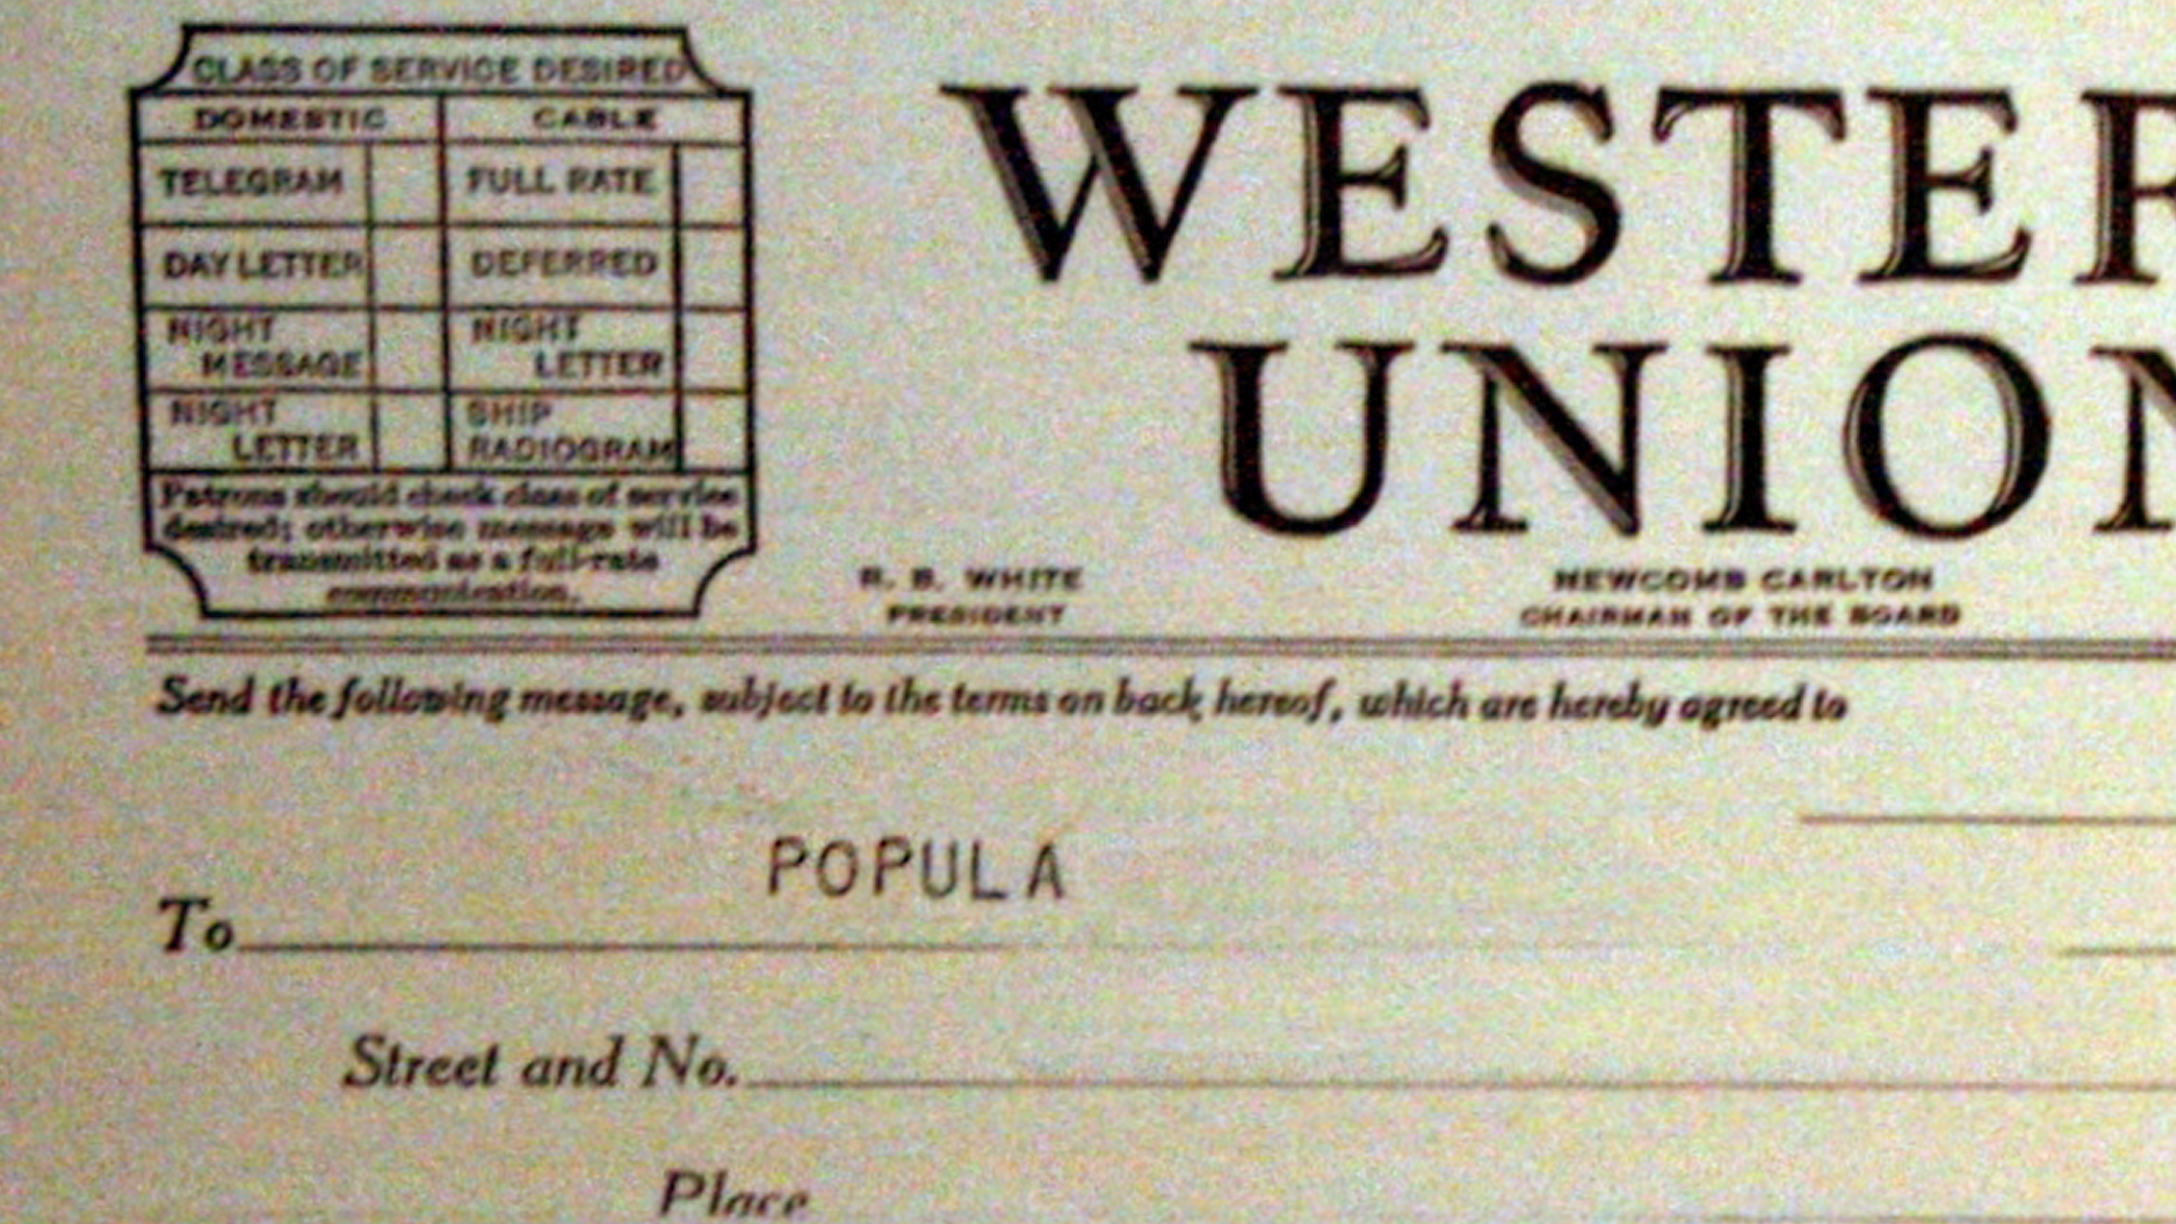 CLASS OF SERVICE DESIRED
DOMESTIC CABLE
TELEGRAM FULL RATE
DAY LETTER DEFERRED
NIGHT MESSAGE NIGHT LETTER
NIGHT LETTER SHIP RADIOGRAM
Patrons should check class of service
desired; otherwise message will be
transmitted as a full-rate
communication.
WESTER
UNION
R. B. WHITE
PRESIDENT
NEWCOMB CARLTON
CHAIRMAN OF THE BOARD
Send the following message, subject to the terms on back hereof, which are hereby agreed to
POPULA
To
Street and No.
Place